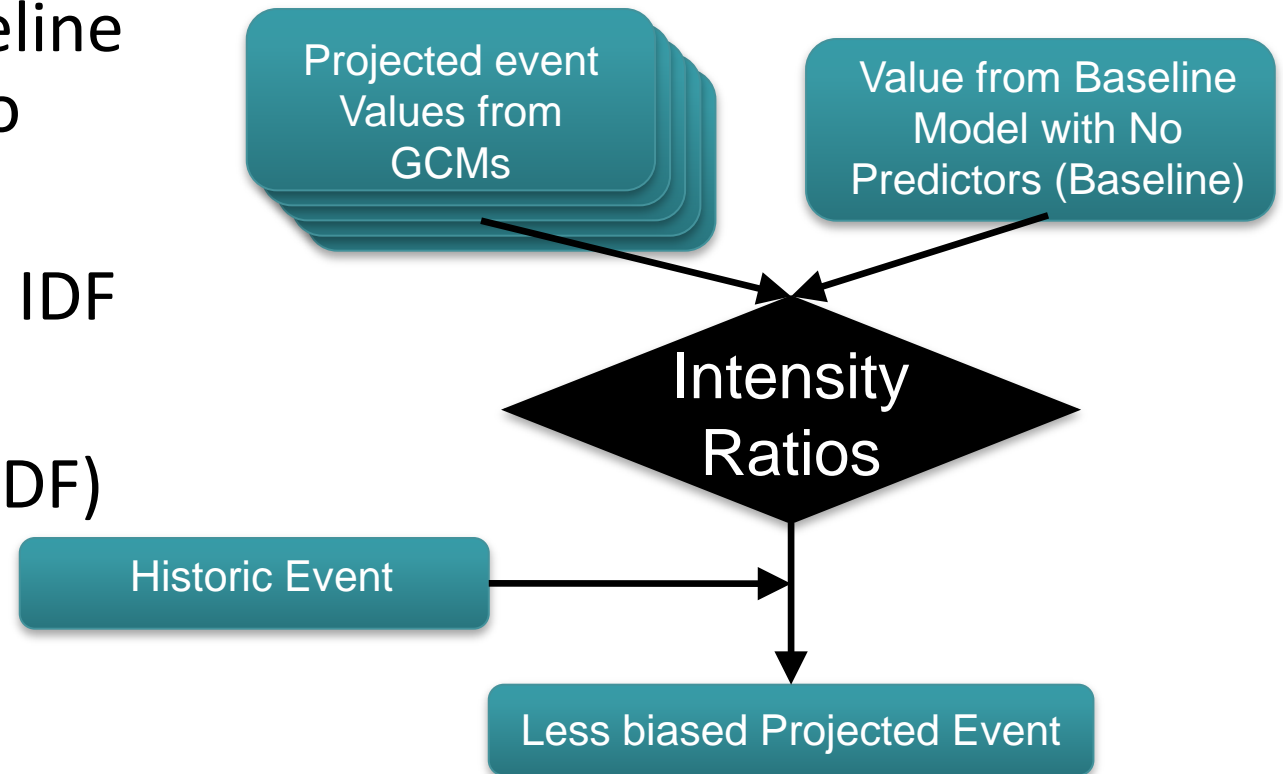 eline
o
IDF
DF)
Projected event
Values from
GCMs
Value from Baseline
Model with No
Predictors (Baseline)
Intensity
Ratios
Historic Event
Less biased Projected Event